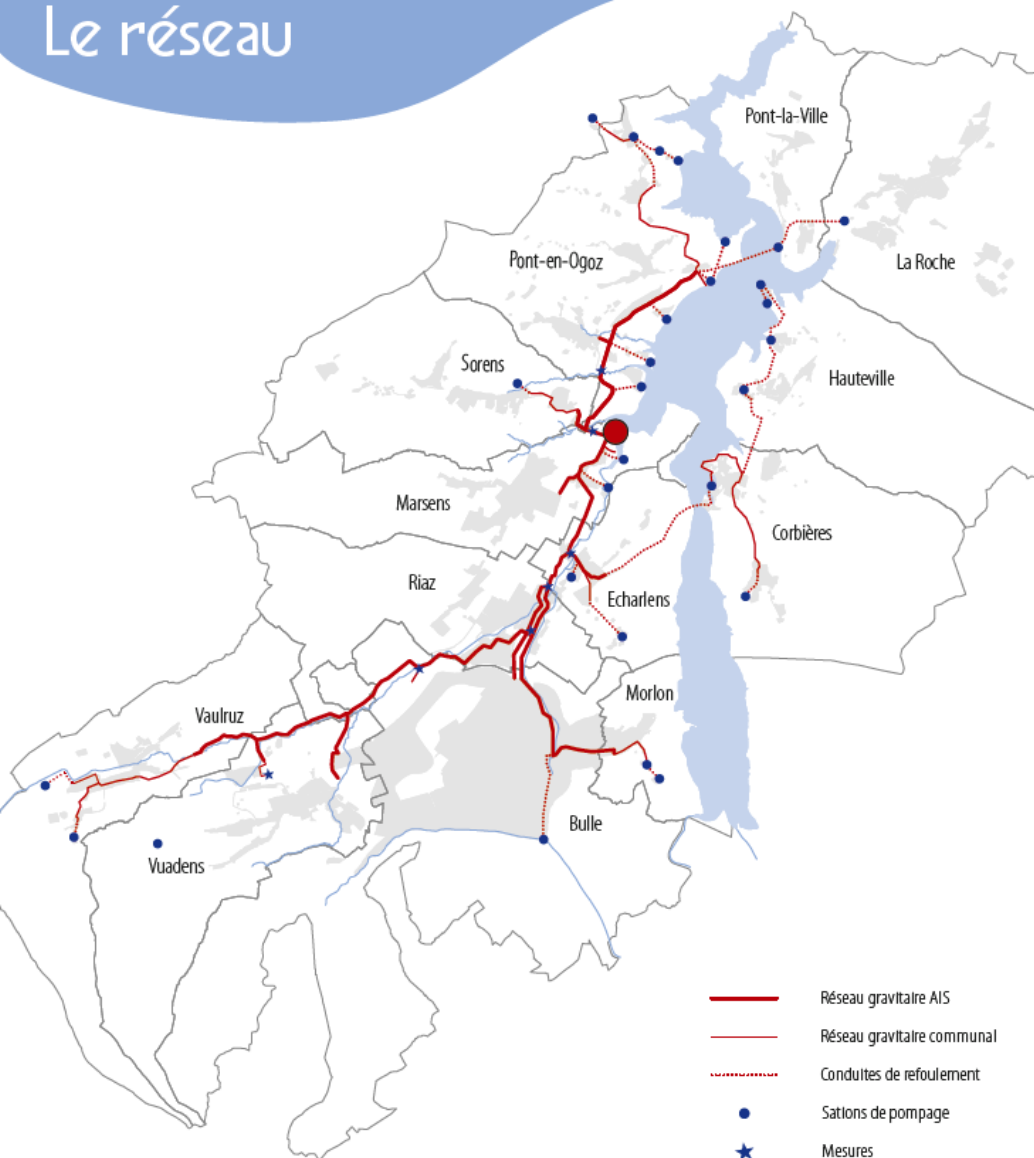 Le réseau
Pont-la-Ville
La Roche
Pont-en-Ogoz
Sorens
Hauteville
Marsens
Corbières
Riaz
Echarlens
Morlon
Vaulruz
Bulle
Vuadens
Réseau gravitaire AIS
Réseau gravitaire communal
Conduites de refoulement
Sations de pompage
Mesures